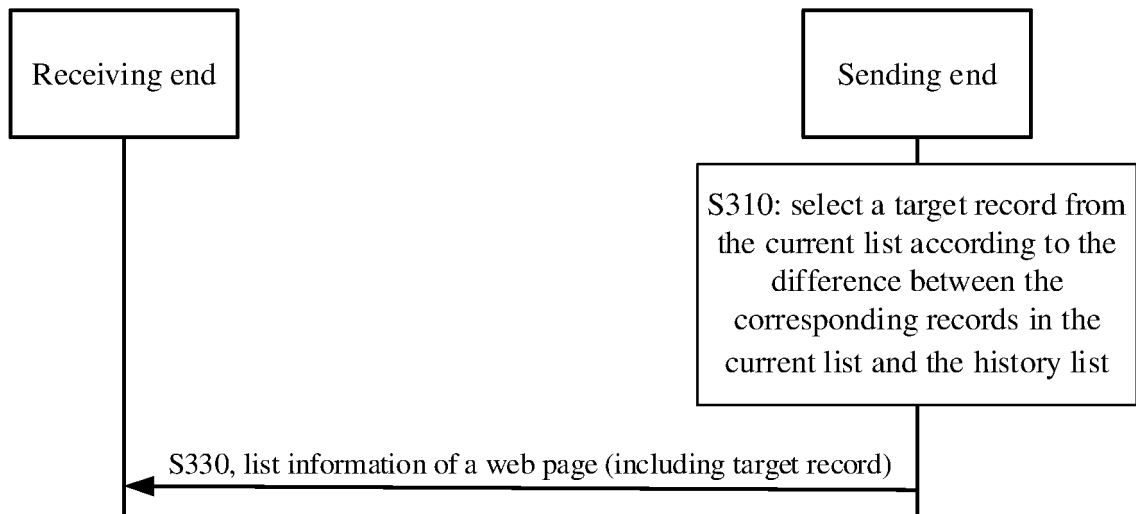 Receiving end
Sending end
S310: select a target record from
the current list according to the
difference between the
corresponding records in the
current list and the history list
S330, list information of a web page (including target record)